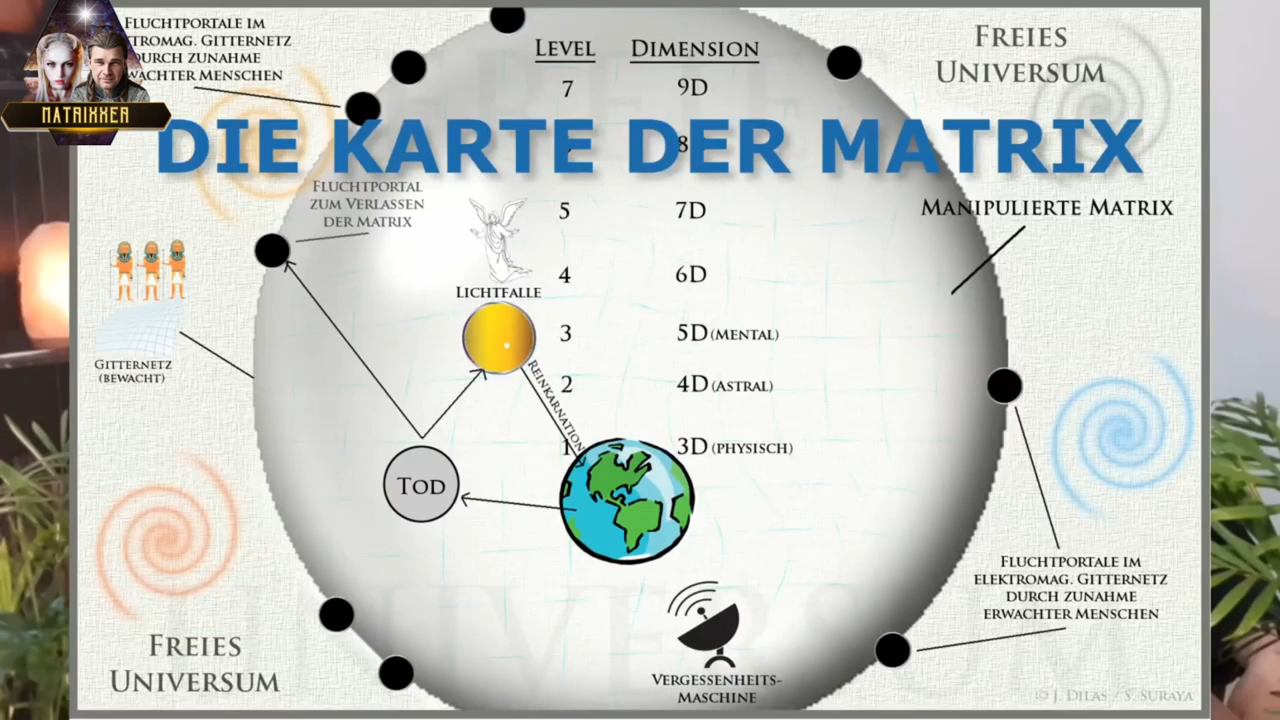 FLUCHTPORTALE IM
TROMAG. GITTERNETZ
DURCH ZUNAHME
WACHTER MENSCHEN
MATRIXXER
LEVEL DIMENSION
7 9D
FREIES
UNIVERSUM
DIE KARTE DER MATRIX
8
FLUCHTPORTAL
ZUM VERLASSEN
DER MATRIX
5 7D
MANIPULIERTE MATRIX
4 6D
LICHTFALLE
3 5D (MENTAL)
GITTERNETZ
(BEWACHT)
REINKARNATION
2 4D (ASTRAL)
1 3D (PHYSISCH)
TOD
FLUCHTPORTALE IM
ELEKTROMAG. GITTERNETZ
DURCH ZUNAHME
ERWACHTER MENSCHEN
FREIES
UNIVERSUM
VERGESSENHEITS-
MASCHINE
© J. DILAS / S. SURAYA